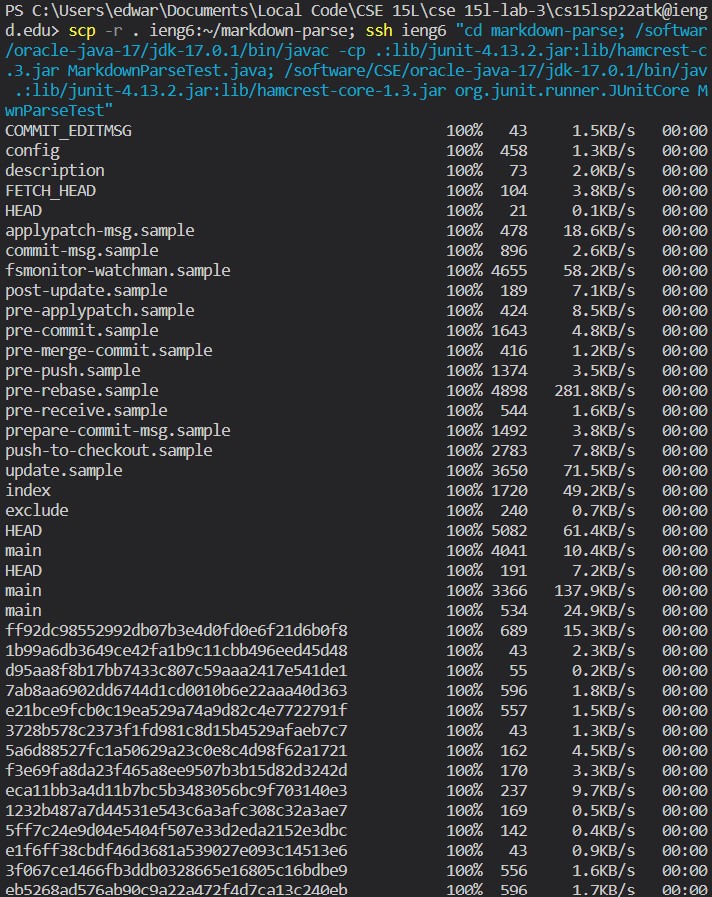 PS C:\Users\edwar\Documents\Local Code\CSE 15L\cse 15l-lab-3\cs15lsp22atk@ieng
d.edu> scp -r . ieng6:~/markdown-parse; ssh ieng6 "cd markdown-parse; /softwar
/oracle-java-17/jdk-17.0.1/bin/javac -cp .:lib/junit-4.13.2.jar:lib/hamcrest-c
.3.jar MarkdownParseTest.java; /software/CSE/oracle-java-17/jdk-17.0.1/bin/jav
.:lib/junit-4.13.2.jar:lib/hamcrest-core-1.3.jar org.junit.runner.JUnitCore M
wnParseTest"
COMMIT_EDITMSG 100% 43 1.5KB/s 00:00
config 100% 458 1.3KB/s 00:00
description 100% 73 2.0KB/s 00:00
FETCH_HEAD 100% 104 3.8KB/s 00:00
HEAD 100% 21 0.1KB/s 00:00
applypatch-msg.sample 100% 478 18.6KB/s 00:00
commit-msg.sample 100% 896 2.6KB/s 00:00
fsmonitor-watchman.sample 100% 4655 58.2KB/s 00:00
post-update.sample 100% 189 7.1KB/s 00:00
pre-applypatch.sample 100% 424 8.5KB/s 00:00
pre-commit.sample 100% 1643 4.8KB/s 00:00
pre-merge-commit.sample 100% 416 1.2KB/s 00:00
pre-push.sample 100% 1374 3.5KB/s 00:00
pre-rebase.sample 100% 4898 281.8KB/s 00:00
pre-receive.sample 100% 544 1.6KB/s 00:00
prepare-commit-msg.sample 100% 1492 3.8KB/s 00:00
push-to-checkout.sample 100% 2783 7.8KB/s 00:00
update.sample 100% 3650 71.5KB/s 00:00
index 100% 1720 49.2KB/s 00:00
exclude 100% 240 0.7KB/s 00:00
HEAD 100% 5082 61.4KB/s 00:00
main 100% 4041 10.4KB/s 00:00
HEAD 100% 191 7.2KB/s 00:00
main 100% 3366 137.9KB/s 00:00
main 100% 534 24.9KB/s 00:00
ff92dc98552992db07b3e4d0fd0e6f21d6b0f8 100% 689 15.3KB/s 00:00
1b99a6db3649ce42fa1b9c11cbb496eed45d48 100% 43 2.3KB/s 00:00
d95aa8f8b17bb7433c807c59aaa2417e541de1 100% 55 0.2KB/s 00:00
7ab8aa6902dd6744d1cd0010b6e22aaa40d363 100% 596 1.8KB/s 00:00
e21bce9fcb0c19ea529a74a9d82c4e7722791f 100% 557 1.5KB/s 00:00
3728b578c2373f1fd981c8d15b4529afaeb7c7 100% 43 1.3KB/s 00:00
5a6d88527fc1a50629a23c0e8c4d98f62a1721 100% 162 4.5KB/s 00:00
f3e69fa8da23f465a8ee9507b3b15d82d3242d 100% 170 3.3KB/s 00:00
eca11bb3a4d11b7bc5b3483056bc9f703140e3 100% 237 9.7KB/s 00:00
1232b487a7d44531e543c6a3afc308c32a3ae7 100% 169 0.5KB/s 00:00
5ff7c24e9d04e5404f507e33d2eda2152e3dbc 100% 142 0.4KB/s 00:00
e1f6ff38cbdf46d3681a539027e093c14513e6 100% 43 0.9KB/s 00:00
3f067ce1466fb3ddb0328665e16805c16bdbe9 100% 556 1.6KB/s 00:00
eb5268ad576ab90c9a22a472f4d7ca13c240eb 100% 596 1.7KB/s 00:00